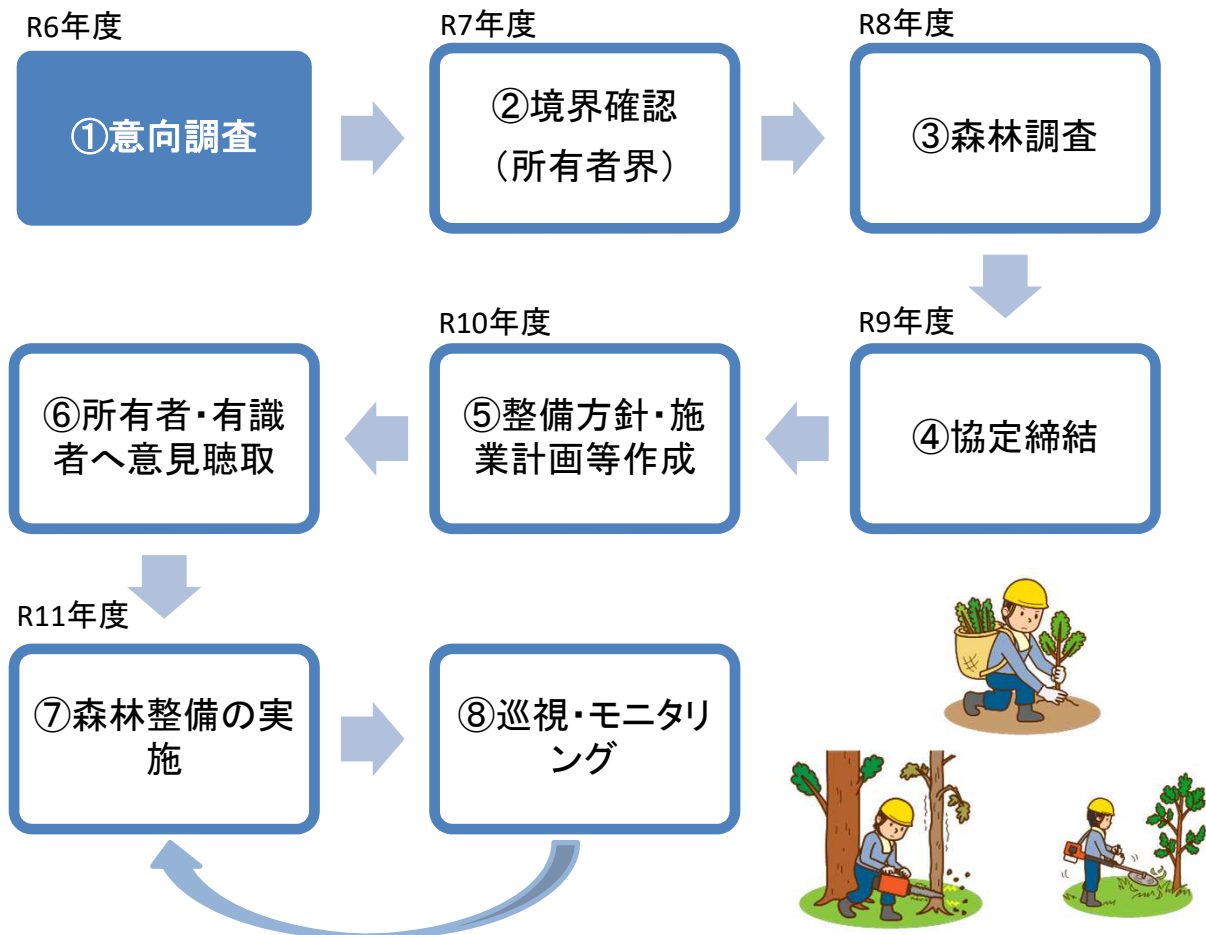 R6年度
①意向調査
R7年度
②境界確認
（所有者界）
R8年度
③森林調査
R9年度
④協定締結
R10年度
⑤整備方針・施
業計画等作成
⑥所有者・有識
者へ意見聴取
R11年度
⑦森林整備の実
施
⑧巡視・モニタリ
ング